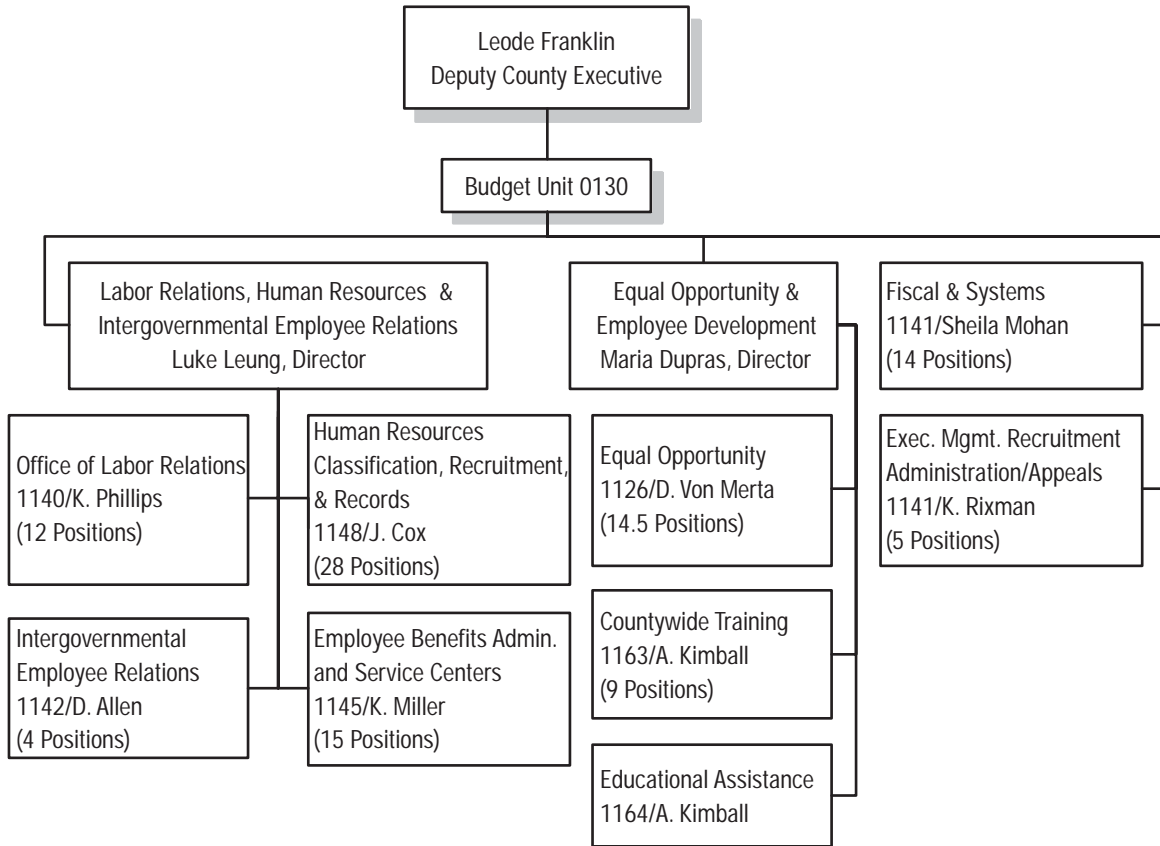 Leode Franklin
Deputy County Executive
Budget Unit 0130
Labor Relations, Human Resources &
Intergovernmental Employee Relations
Luke Leung, Director
Equal Opportunity &
Employee Development
Maria Dupras, Director
Fiscal & Systems
1141/Sheila Mohan
(14 Positions)
Office of Labor Relations
1140/K. Phillips
(12 Positions)
Human Resources
Classification, Recruitment,
& Records
1148/J. Cox
(28 Positions)
Equal Opportunity
1126/D. Von Merta
(14.5 Positions)
Exec. Mgmt. Recruitment
Administration/Appeals
1141/K. Rixman
(5 Positions)
Intergovernmental
Employee Relations
1142/D. Allen
(4 Positions)
Employee Benefits Admin.
and Service Centers
1145/K. Miller
(15 Positions)
Countywide Training
1163/A. Kimball
(9 Positions)
Educational Assistance
1164/A. Kimball